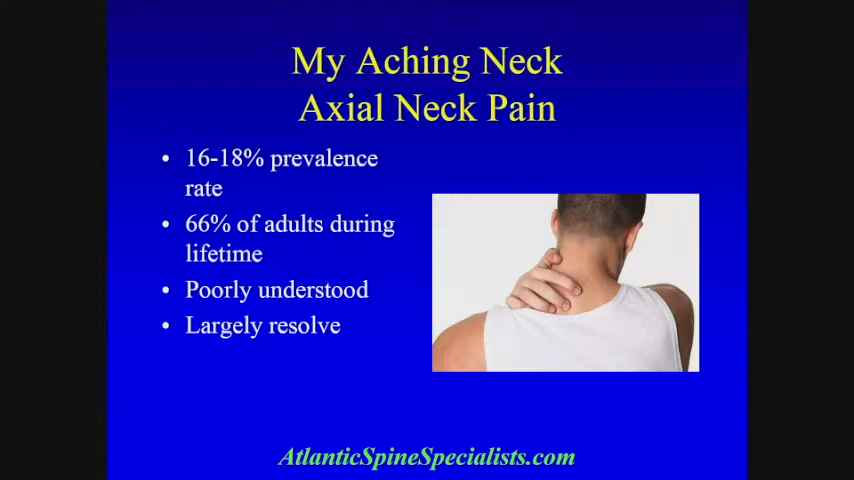 My Aching Neck
Axial Neck Pain
• 16-18% prevalence
rate
• 66% of adults during
lifetime
• Poorly understood
• Largely resolve
AtlanticSpineSpecialists.com